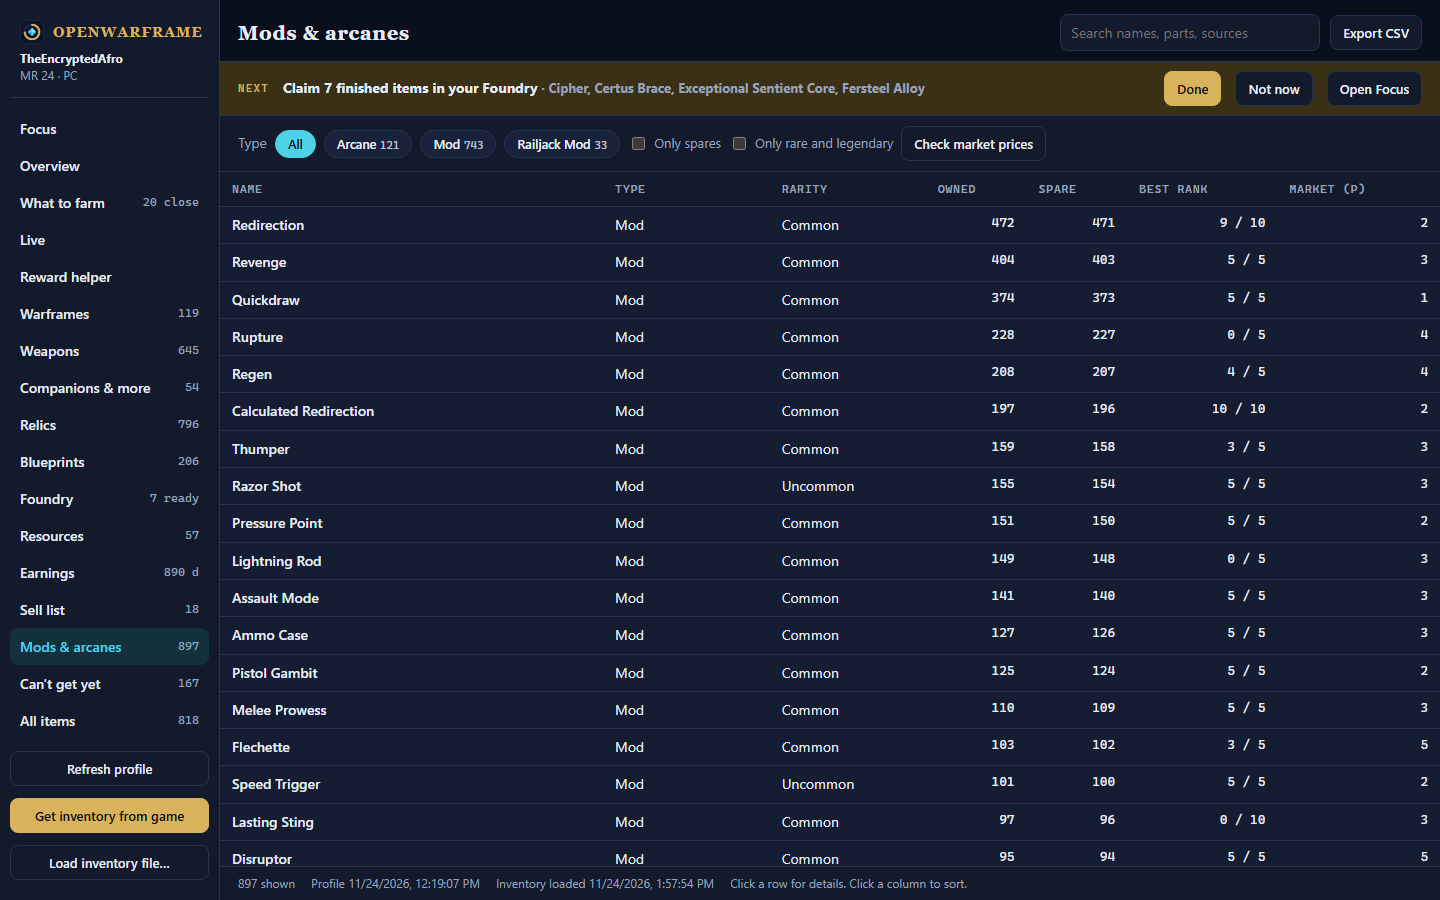 OPENWARFRAME
TheEncryptedAfro
MR 24 · PC
Focus
Overview
What to farm 20 close
Live
Reward helper
Warframes 119
Weapons 645
Companions & more 54
Relics 796
Blueprints 206
Foundry 7 ready
Resources 57
Earnings 890 d
Sell list 18
Mods & arcanes 897
Can't get yet 167
All items 818
Refresh profile
Get inventory from game
Load inventory file...
Mods & arcanes
Search names, parts, sources
Export CSV
NEXT Claim 7 finished items in your Foundry · Cipher, Certus Brace, Exceptional Sentient Core, Fersteel Alloy
Done
Not now
Open Focus
Type All Arcane 121 Mod 743 Railjack Mod 33 Only spares Only rare and legendary Check market prices
NAME TYPE RARITY OWNED SPARE BEST RANK MARKET (P)
Redirection Mod Common 472 471 9 / 10 2
Revenge Mod Common 404 403 5 / 5 3
Quickdraw Mod Common 374 373 5 / 5 1
Rupture Mod Common 228 227 0 / 5 4
Regen Mod Common 208 207 4 / 5 4
Calculated Redirection Mod Common 197 196 10 / 10 2
Thumper Mod Common 159 158 3 / 5 3
Razor Shot Mod Uncommon 155 154 5 / 5 3
Pressure Point Mod Common 151 150 5 / 5 2
Lightning Rod Mod Common 149 148 0 / 5 3
Assault Mode Mod Common 141 140 5 / 5 3
Ammo Case Mod Common 127 126 5 / 5 3
Pistol Gambit Mod Common 125 124 5 / 5 2
Melee Prowess Mod Common 110 109 5 / 5 3
Flechette Mod Common 103 102 3 / 5 5
Speed Trigger Mod Uncommon 101 100 5 / 5 2
Lasting Sting Mod Common 97 96 0 / 10 3
Disruptor Mod Common 95 94 5 / 5 5
897 shown Profile 11/24/2026, 12:19:07 PM Inventory loaded 11/24/2026, 1:57:54 PM Click a row for details. Click a column to sort.